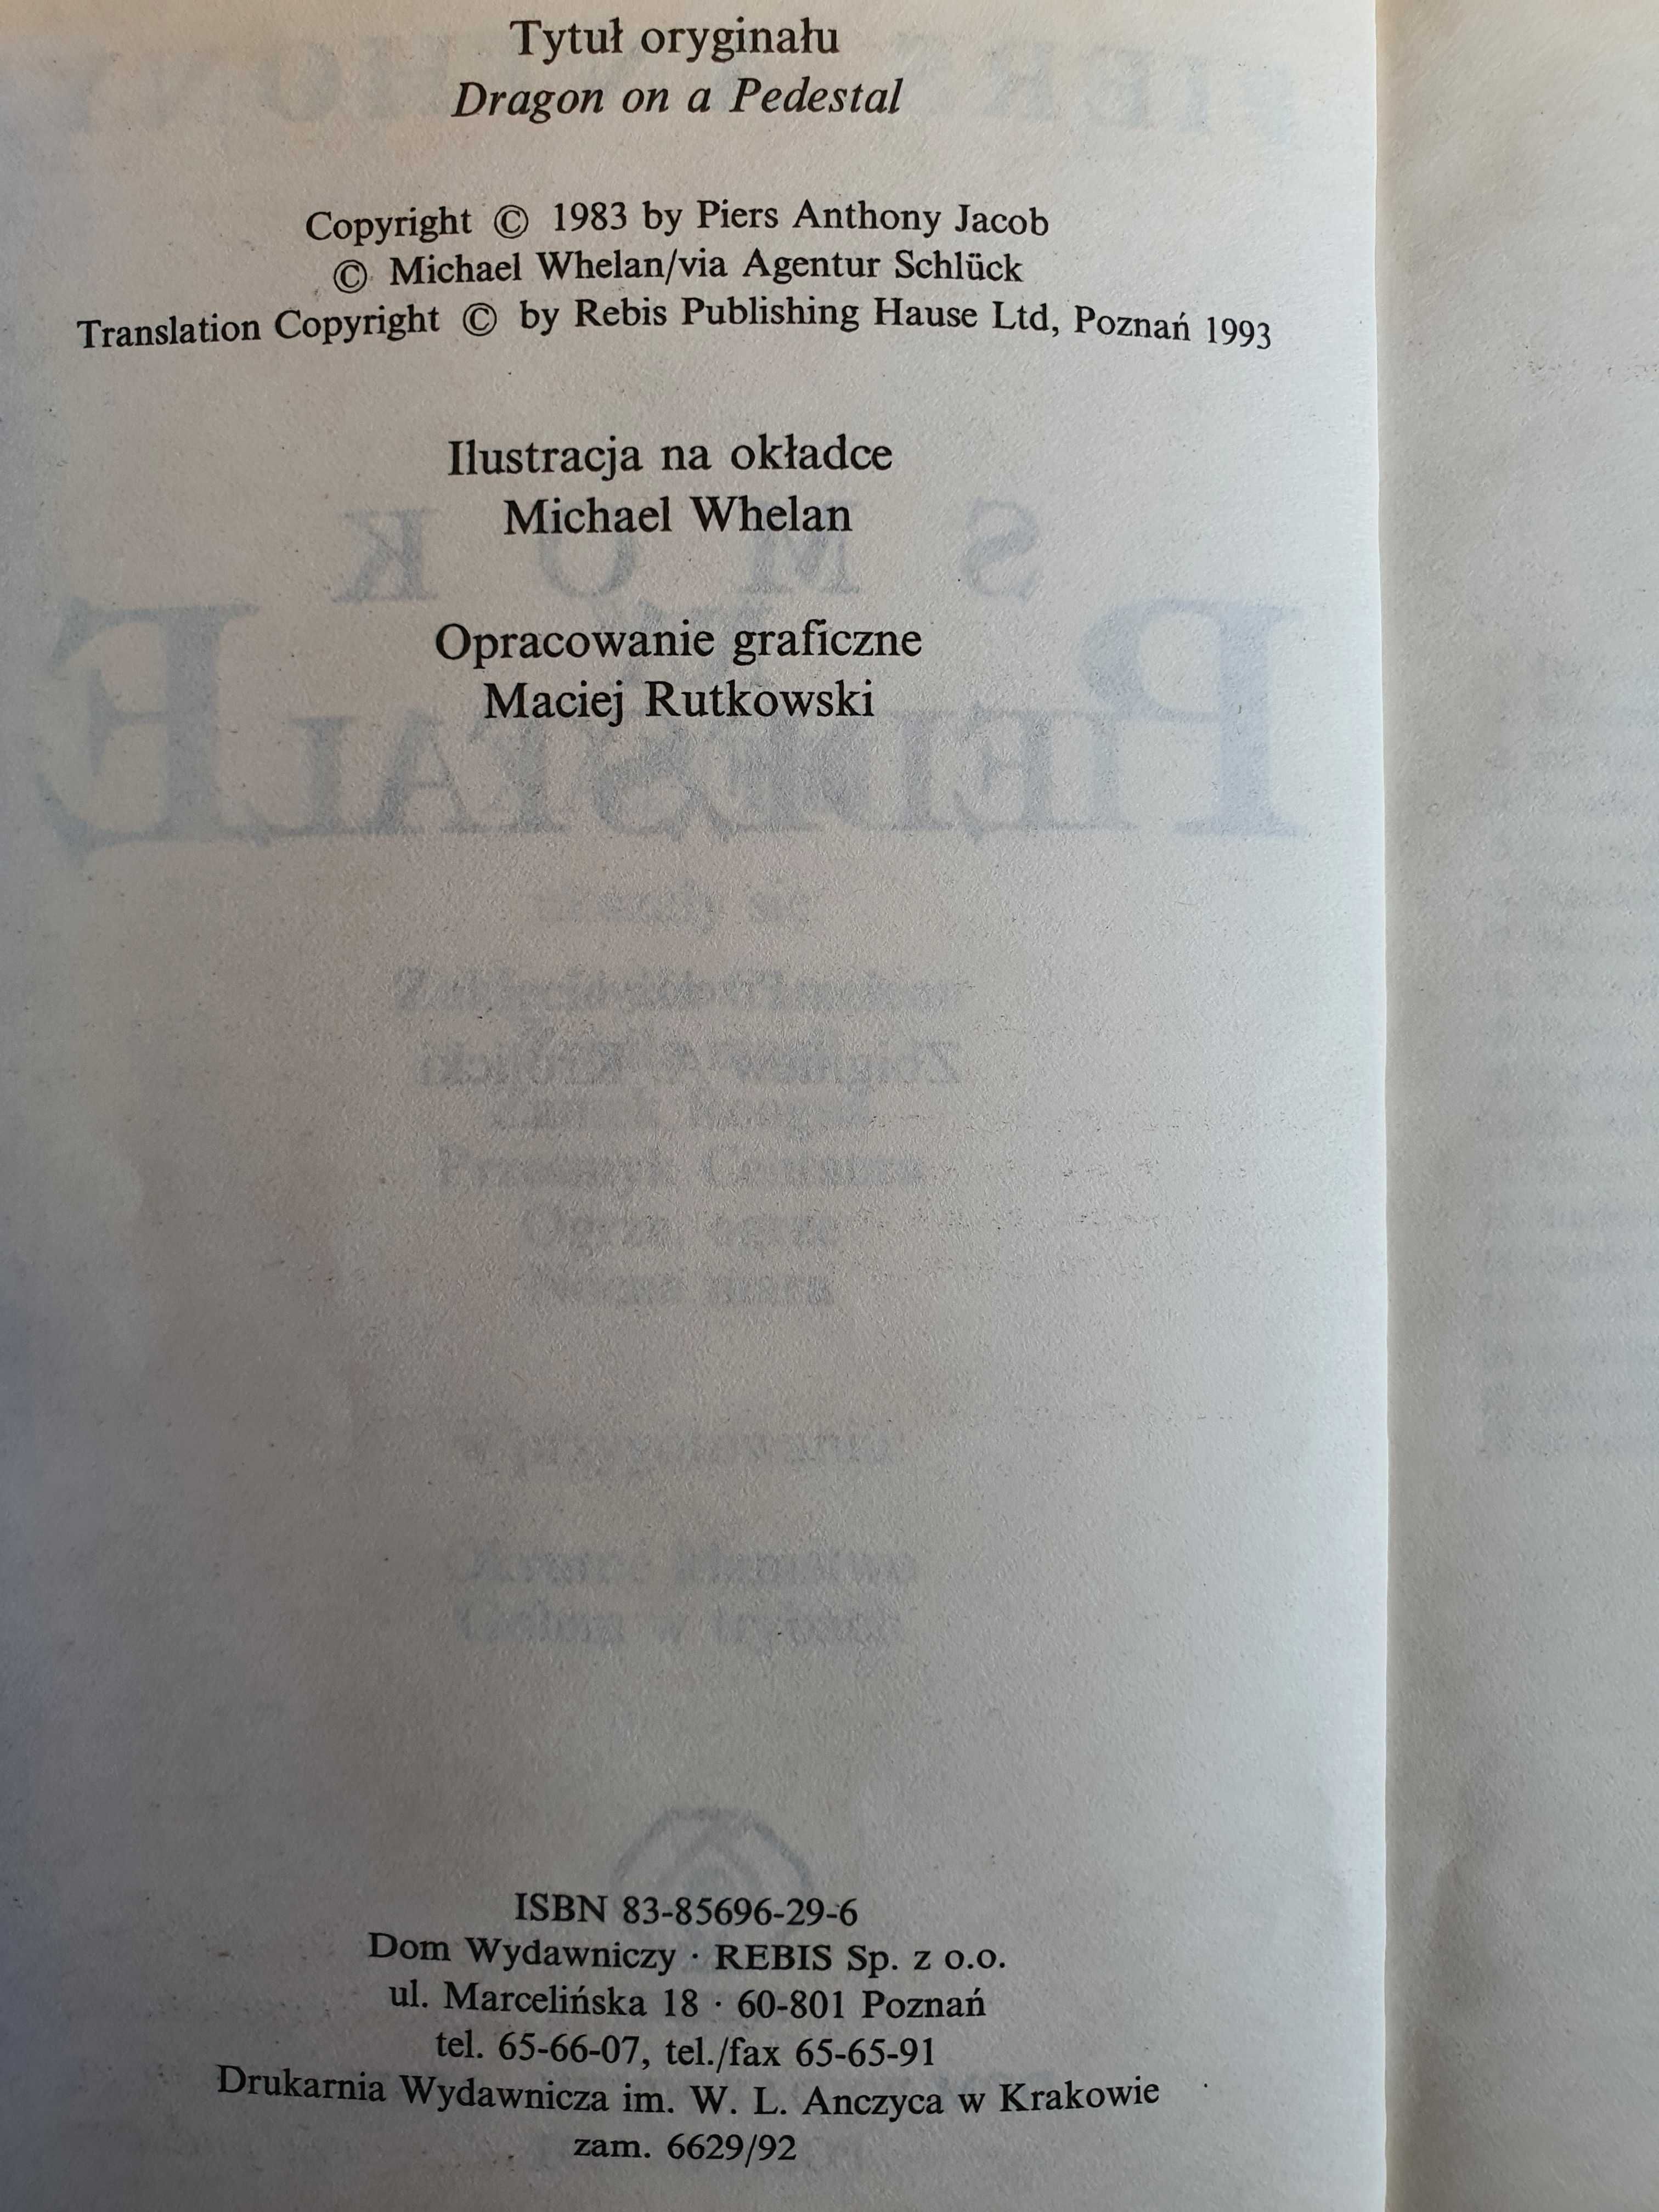 Tytuł oryginału
Dragon on a Pedestal
Copyright © 1983 by Piers Anthony Jacob
© Michael Whelan/via Agentur Schlück
Translation Copyright © by Rebis Publishing Hause Ltd, Poznań 1993
Ilustracja na okładce
Michael Whelan
Opracowanie graficzne
Maciej Rutkowski
ISBN 83-85696-29-6
Dom Wydawniczy · REBIS Sp. z o.o.
ul. Marcelińska 18 · 60-801 Poznań
tel. 65-66-07, tel./fax 65-65-91
Drukarnia Wydawnicza im. W. L. Anczyca w Krakowie
zam. 6629/92